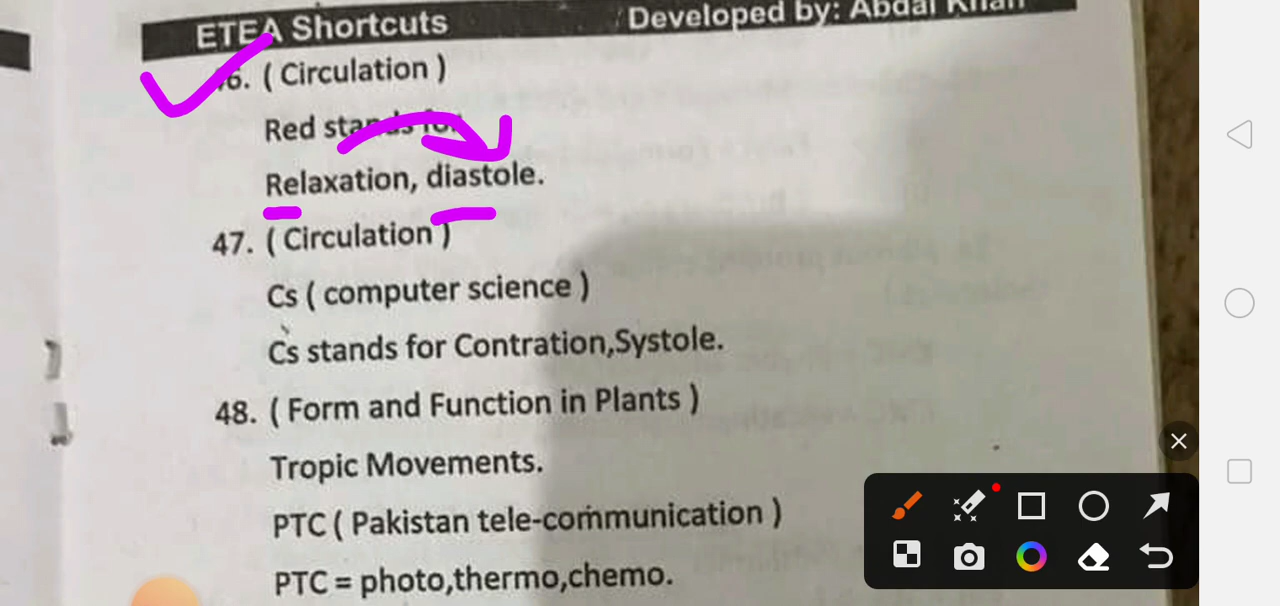 ETEA Shortcuts Developed by: Abdal Khan
46. ( Circulation )
Red stands for
Relaxation, diastole.
47. ( Circulation )
Cs ( computer science )
Cs stands for Contration,Systole.
48. ( Form and Function in Plants )
Tropic Movements.
PTC ( Pakistan tele-communication )
PTC = photo,thermo,chemo.